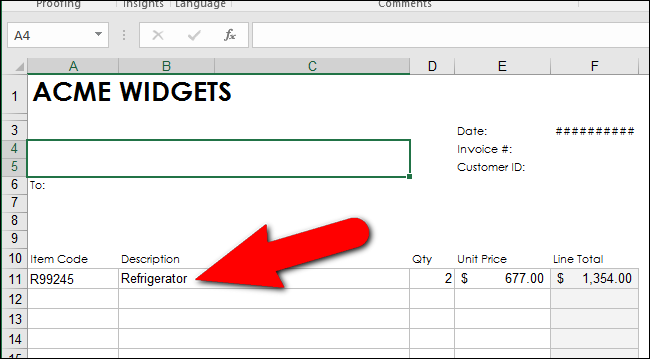 Proofing Insights Language Comments
A4
fx
A B C D E F
1 ACME WIDGETS
3 Date: ##########
4 Invoice #:
5 Customer ID:
6 To:
7
8
9
10 Item Code Description Qty Unit Price Line Total
11 R99245 Refrigerator 2 $ 677.00 $ 1,354.00
12
13
14
15